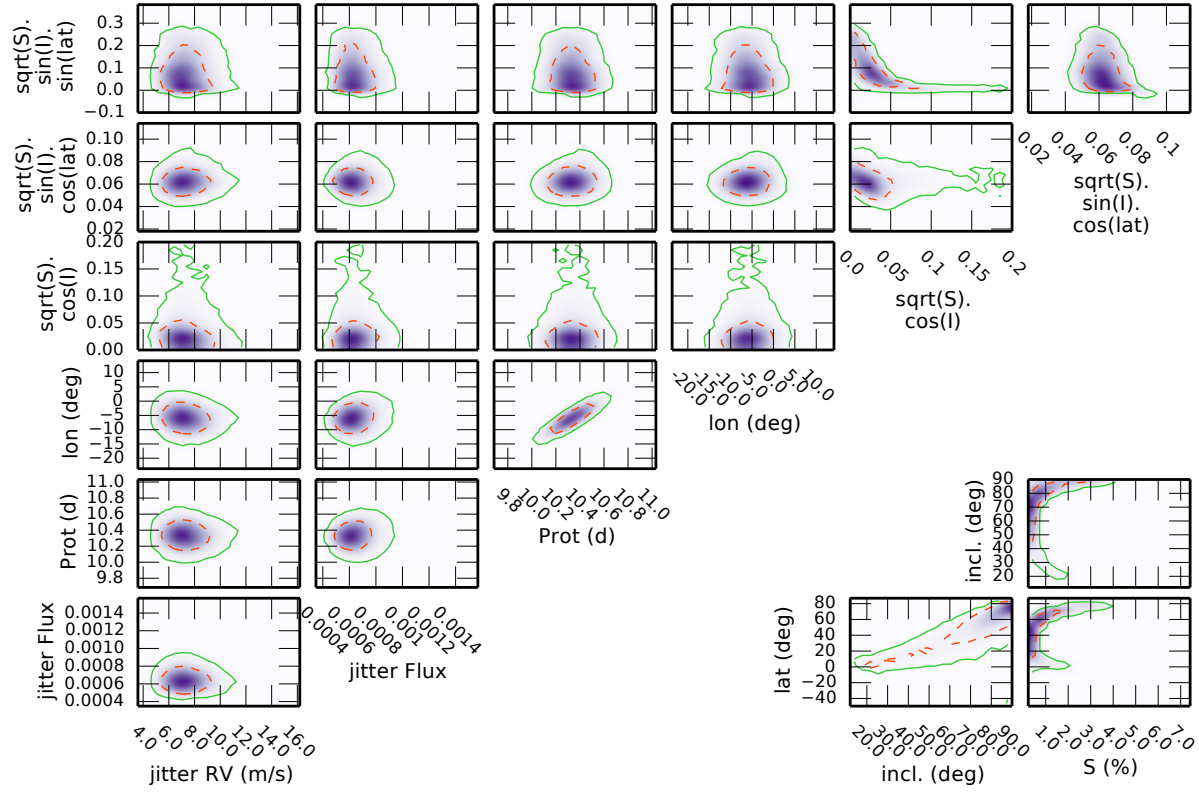 sqrt(S).
sin(I).
sin(lat)
0.3
0.2
0.1
0.0
−0.1
sqrt(S).
sin(I).
cos(lat)
0.10
0.08
0.06
0.04
0.02
0.02 0.04 0.06 0.08 0.1
sqrt(S).
sin(I).
cos(lat)
sqrt(S).
cos(I)
0.20
0.15
0.10
0.05
0.00
0.0 0.05 0.1 0.15 0.2
sqrt(S).
cos(I)
lon (deg)
10
5
0
−5
−10
−15
−20
-20.0 -15.0 -10.0 -5.0 0.0 5.0 10.0
lon (deg)
Prot (d)
11.0
10.8
10.6
10.4
10.2
10.0
9.8
9.8 10.0 10.2 10.4 10.6 10.8 11.0
Prot (d)
incl. (deg)
90
80
70
60
50
40
30
20
jitter Flux
0.0014
0.0012
0.0010
0.0008
0.0006
0.0004
0.0004 0.0006 0.0008 0.001 0.0012 0.0014
jitter Flux
lat (deg)
80
60
40
20
0
−20
−40
4.0 6.0 8.0 10.0 12.0 14.0 16.0
jitter RV (m/s)
20.0 30.0 40.0 50.0 60.0 70.0 80.0 90.0
incl. (deg)
1.0 2.0 3.0 4.0 5.0 6.0 7.0
S (%)